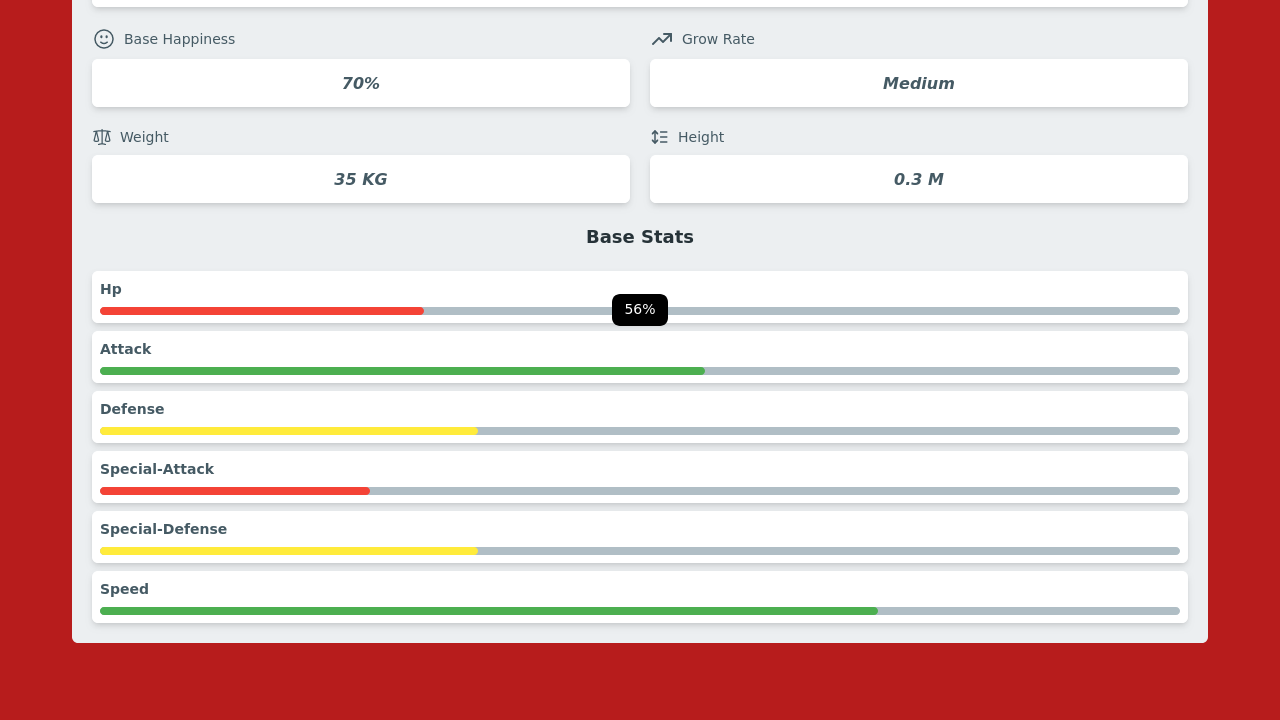 Base Happiness
Grow Rate
70%
Medium
Weight
Height
35 KG
0.3 M
Base Stats
Hp
56%
Attack
Defense
Special-Attack
Special-Defense
Speed